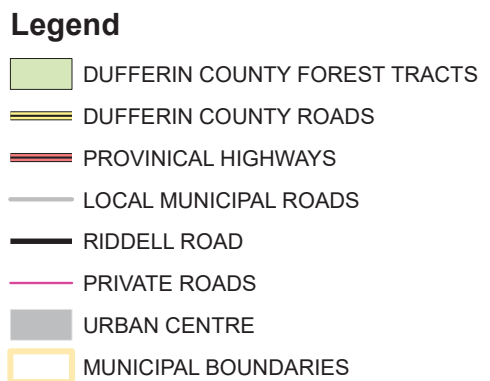 Legend
DUFFERIN COUNTY FOREST TRACTS
DUFFERIN COUNTY ROADS
PROVINICAL HIGHWAYS
LOCAL MUNICIPAL ROADS
RIDDELL ROAD
PRIVATE ROADS
URBAN CENTRE
MUNICIPAL BOUNDARIES